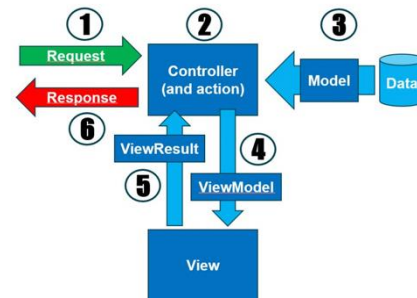 1
2
3
Request
Controller
(and action)
Model
Data
Response
6
ViewResult
4
5
ViewModel
View